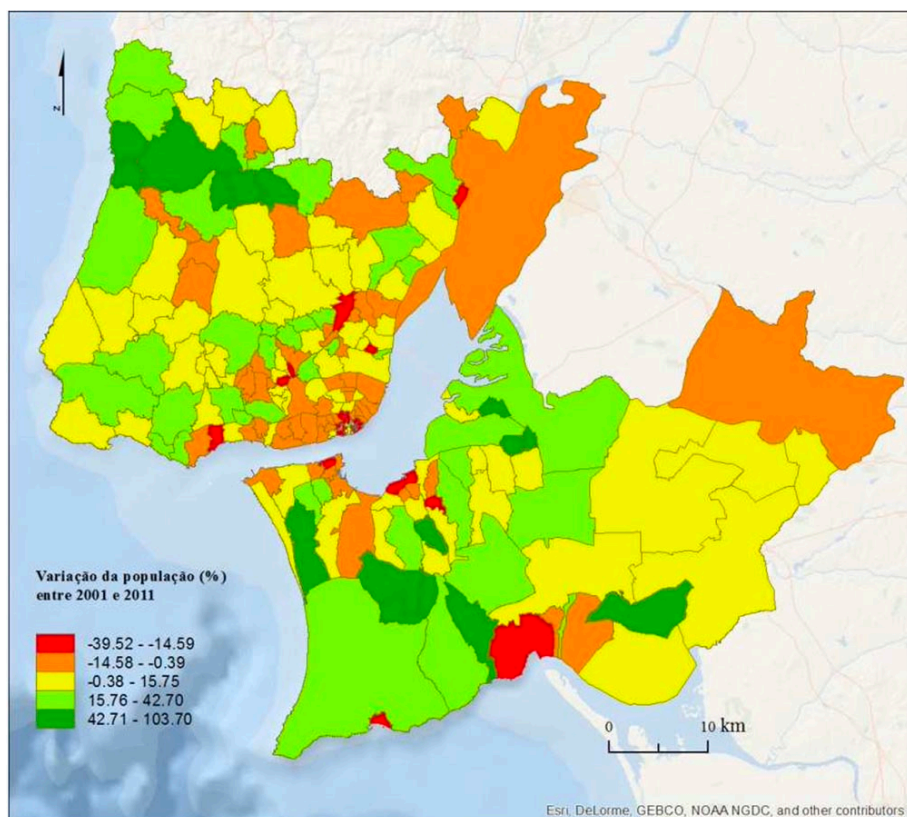 N
Variação da população (%)
entre 2001 e 2011
-39.52 - -14.59
-14.58 - -0.39
-0.38 - 15.75
15.76 - 42.70
42.71 - 103.70
0 10 km
Esri, DeLorme, GEBCO, NOAA NGDC, and other contributors